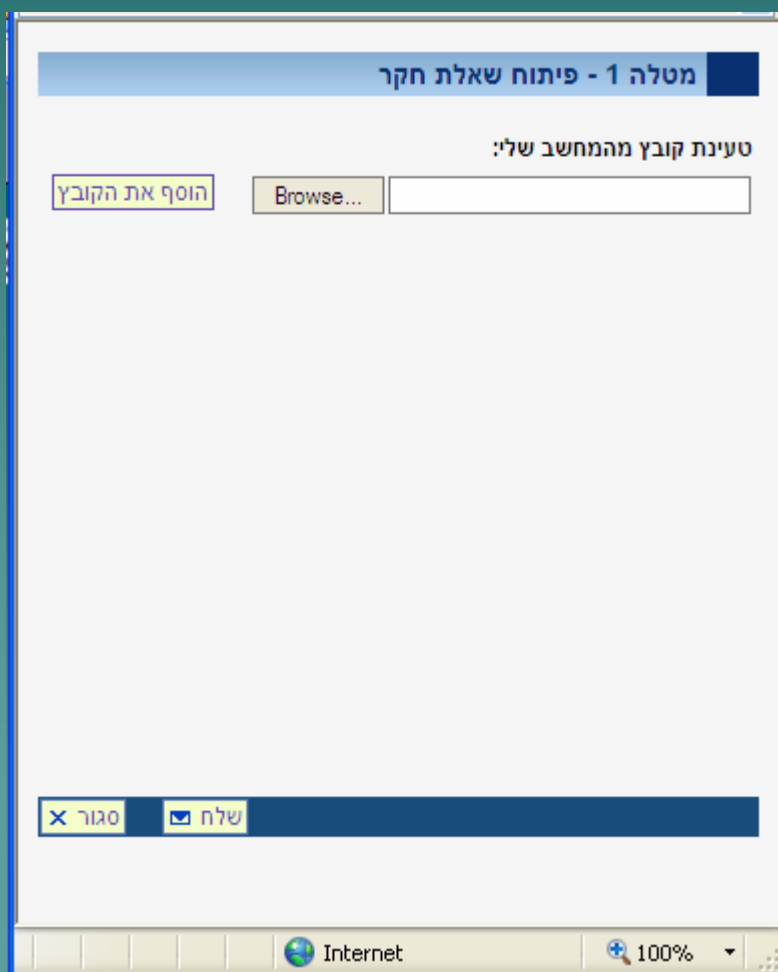 מטלה 1 - פיתוח שאלת חקר
טעינת קובץ מהמחשב שלי:
Browse... הוסף את הקובץ
שלח סגור
Internet 100%